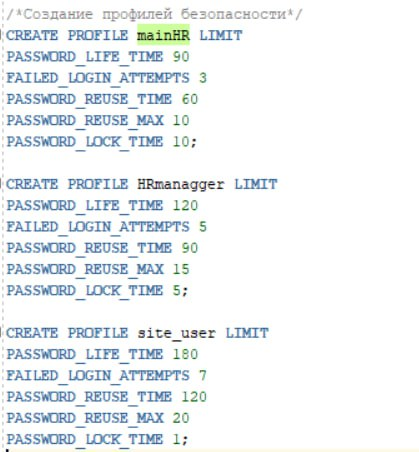 /*Создание профилей безопасности*/
CREATE PROFILE mainHR LIMIT
PASSWORD_LIFE_TIME 90
FAILED_LOGIN_ATTEMPTS 3
PASSWORD_REUSE_TIME 60
PASSWORD_REUSE_MAX 10
PASSWORD_LOCK_TIME 10;
CREATE PROFILE HRmanagger LIMIT
PASSWORD_LIFE_TIME 120
FAILED_LOGIN_ATTEMPTS 5
PASSWORD_REUSE_TIME 90
PASSWORD_REUSE_MAX 15
PASSWORD_LOCK_TIME 5;
CREATE PROFILE site_user LIMIT
PASSWORD_LIFE_TIME 180
FAILED_LOGIN_ATTEMPTS 7
PASSWORD_REUSE_TIME 120
PASSWORD_REUSE_MAX 20
PASSWORD_LOCK_TIME 1;